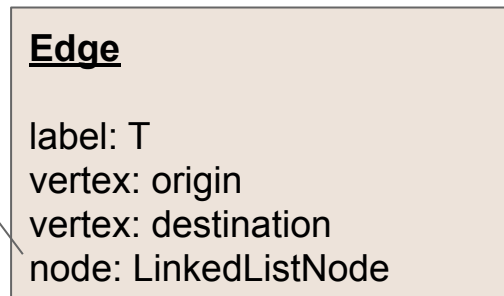 Edge
label: T
vertex: origin
vertex: destination
node: LinkedListNode